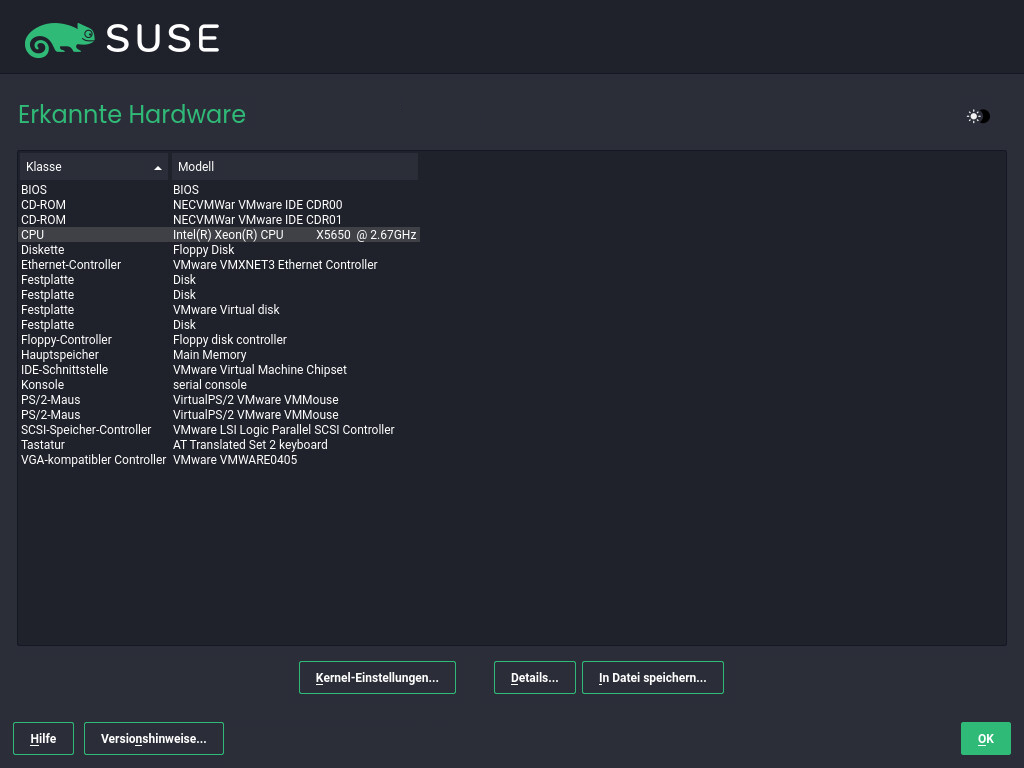 SUSE
Erkannte Hardware
Klasse Modell
BIOS BIOS
CD-ROM NECVMWar VMware IDE CDR00
CD-ROM NECVMWar VMware IDE CDR01
CPU Intel(R) Xeon(R) CPU X5650 @ 2.67GHz
Diskette Floppy Disk
Ethernet-Controller VMware VMXNET3 Ethernet Controller
Festplatte Disk
Festplatte Disk
Festplatte VMware Virtual disk
Festplatte Disk
Floppy-Controller Floppy disk controller
Hauptspeicher Main Memory
IDE-Schnittstelle VMware Virtual Machine Chipset
Konsole serial console
PS/2-Maus VirtualPS/2 VMware VMMouse
PS/2-Maus VirtualPS/2 VMware VMMouse
SCSI-Speicher-Controller VMware LSI Logic Parallel SCSI Controller
Tastatur AT Translated Set 2 keyboard
VGA-kompatibler Controller VMware VMWARE0405
Kernel-Einstellungen... Details... In Datei speichern...
Hilfe Versionshinweise... OK